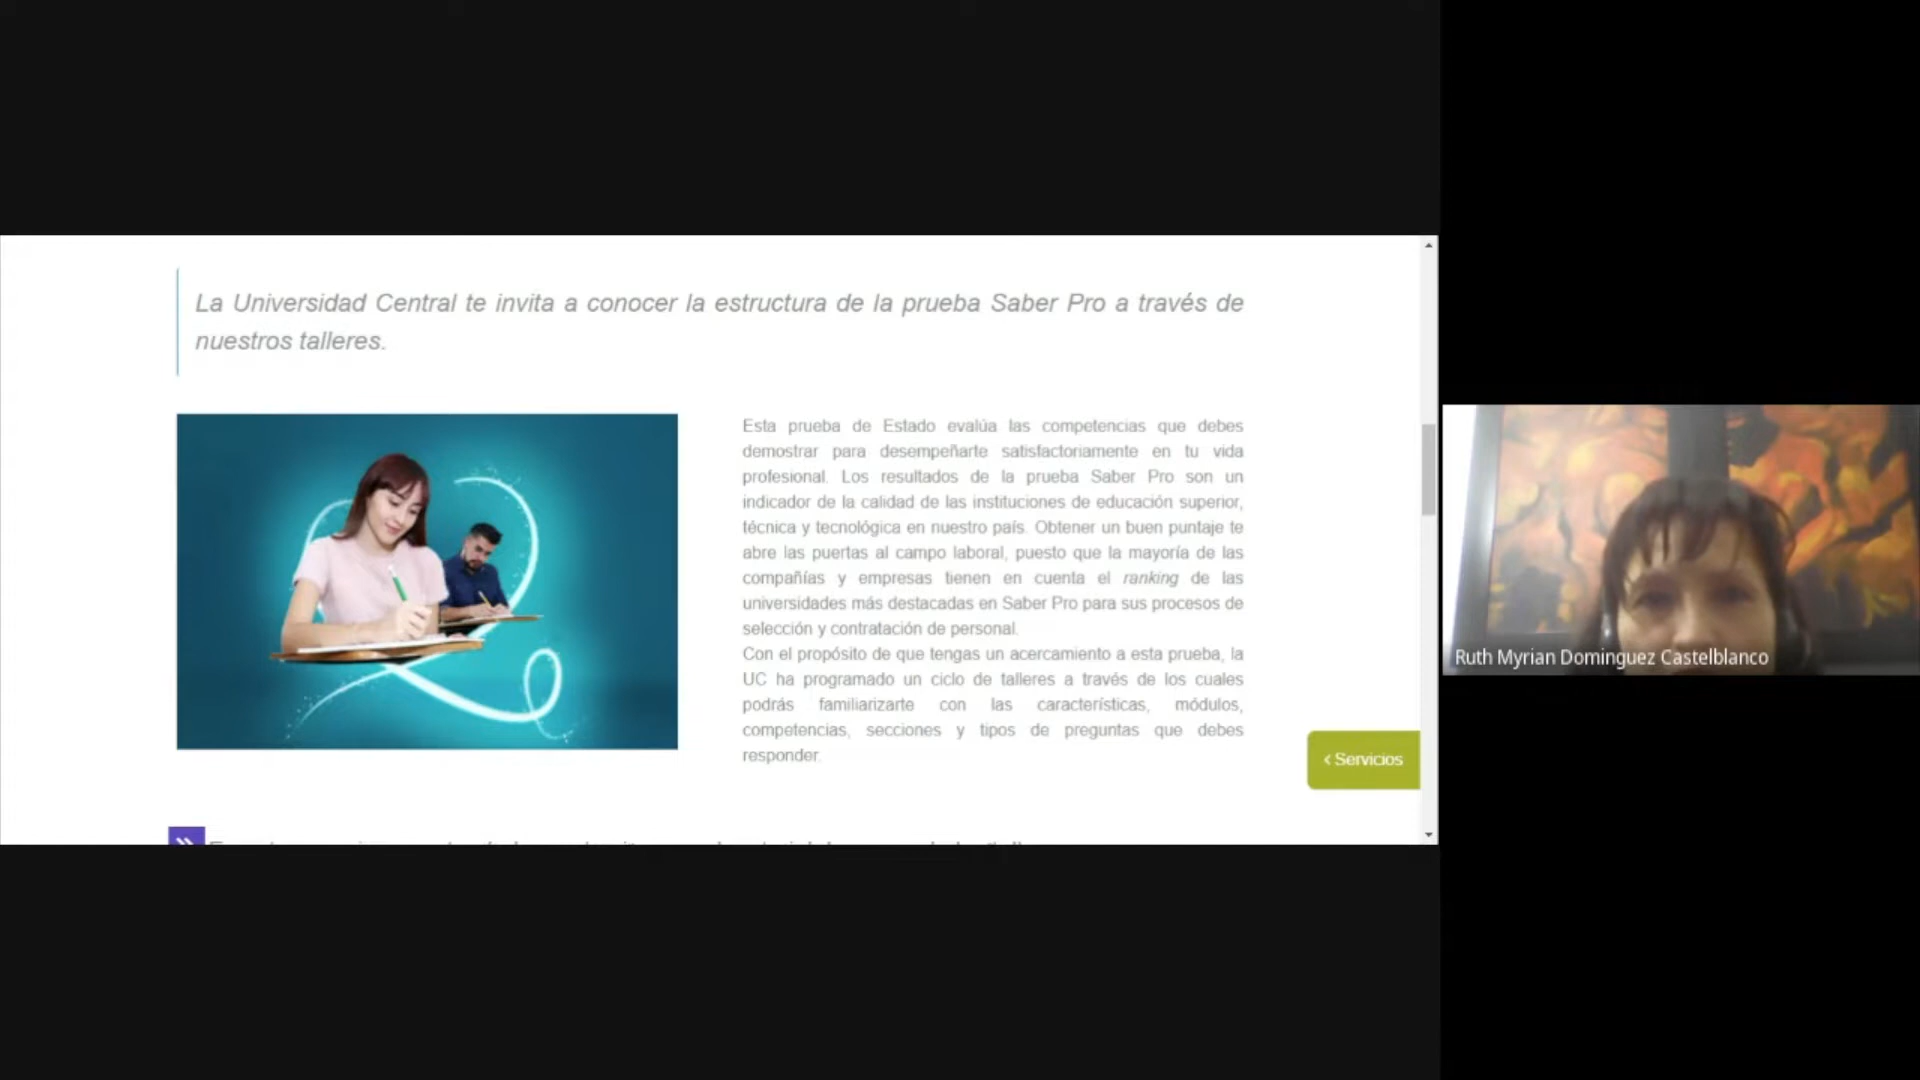 La Universidad Central te invita a conocer la estructura de la prueba Saber Pro a través de
nuestros talleres.
Esta prueba de Estado evalúa las competencias que debes
demostrar para desempeñarte satisfactoriamente en tu vida
profesional. Los resultados de la prueba Saber Pro son un
indicador de la calidad de las instituciones de educación superior,
técnica y tecnológica en nuestro país. Obtener un buen puntaje te
abre las puertas al campo laboral, puesto que la mayoría de las
compañías y empresas tienen en cuenta el ranking de las
universidades más destacadas en Saber Pro para sus procesos de
selección y contratación de personal.
Con el propósito de que tengas un acercamiento a esta prueba, la
UC ha programado un ciclo de talleres a través de los cuales
podrás familiarizarte con las características, módulos,
competencias, secciones y tipos de preguntas que debes
responder.
‹ Servicios
Ruth Myrian Dominguez Castelblanco